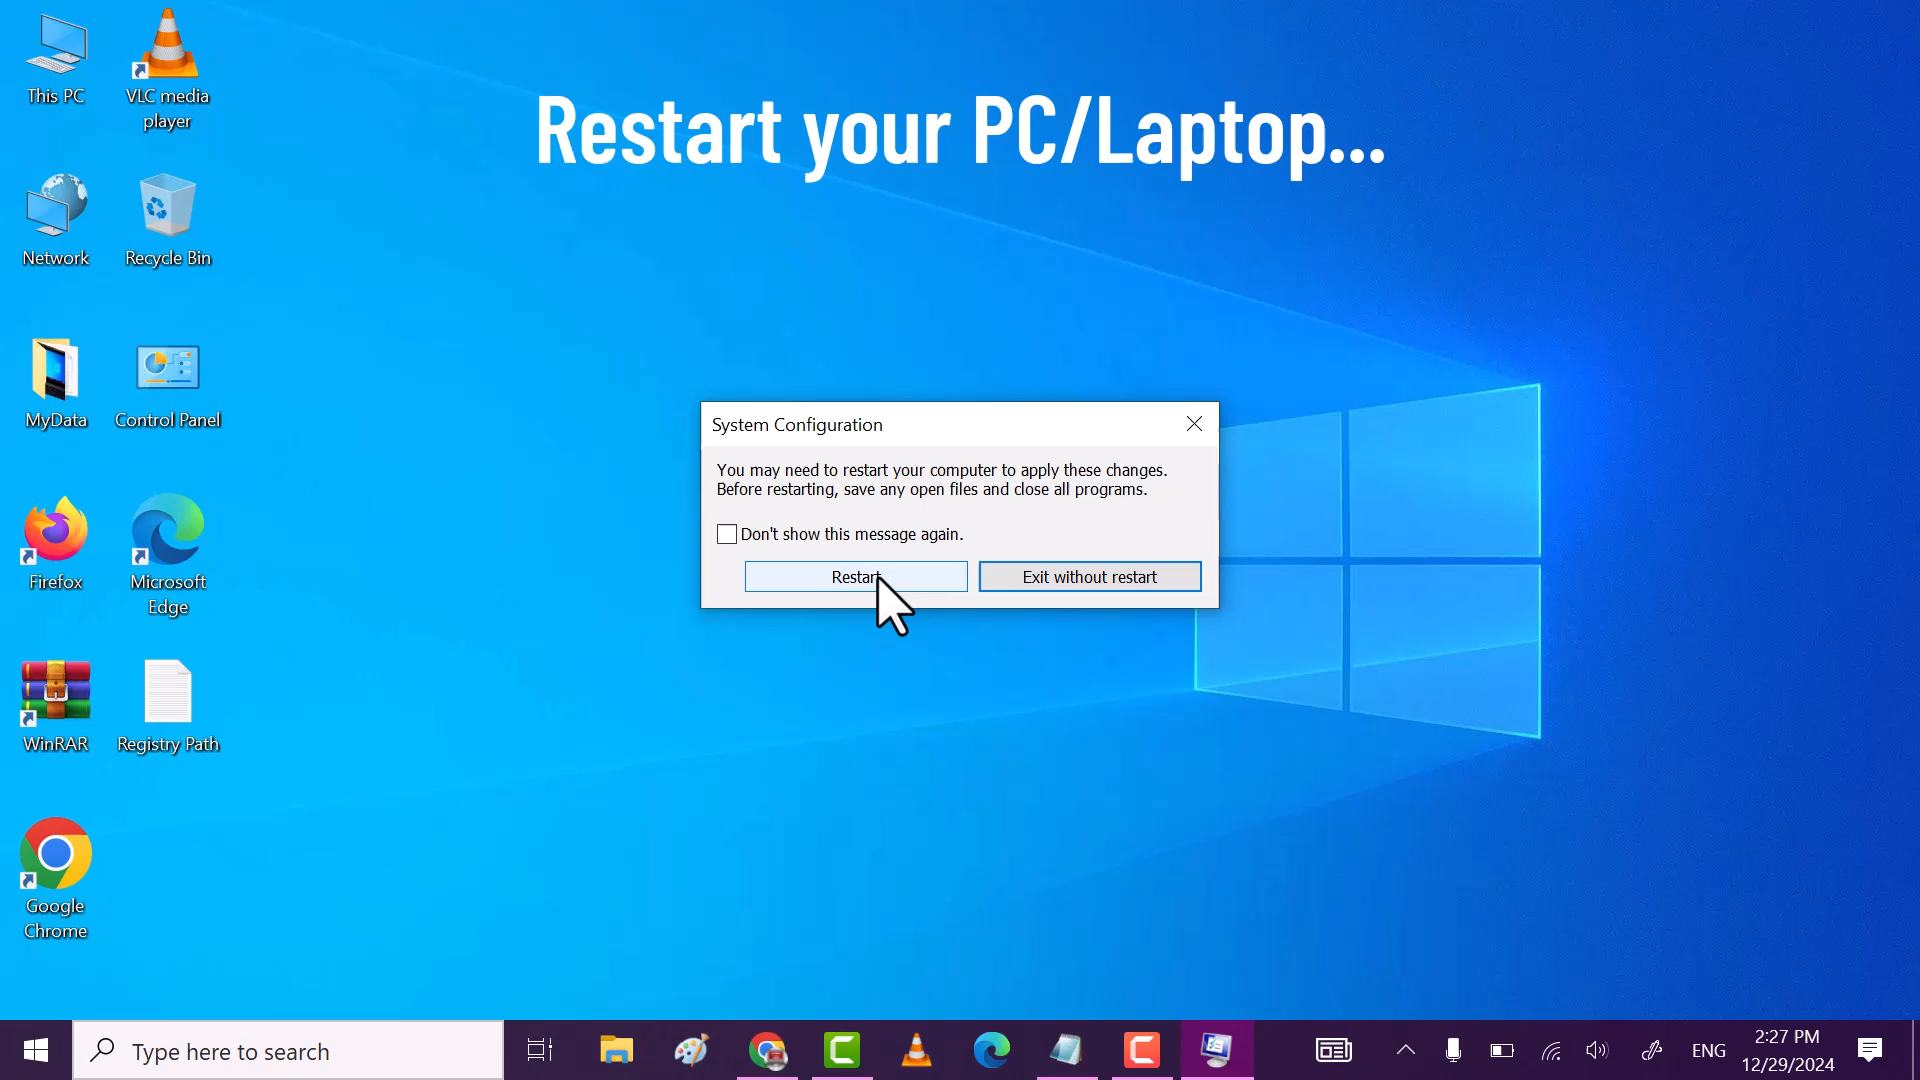 Restart your PC/Laptop...
This PC
VLC media
player
Network
Recycle Bin
MyData
Control Panel
Firefox
Microsoft
Edge
WinRAR
Registry Path
Google
Chrome
System Configuration
You may need to restart your computer to apply these changes.
Before restarting, save any open files and close all programs.
Don't show this message again.
Restart
Exit without restart
Type here to search
ENG
2:27 PM
12/29/2024